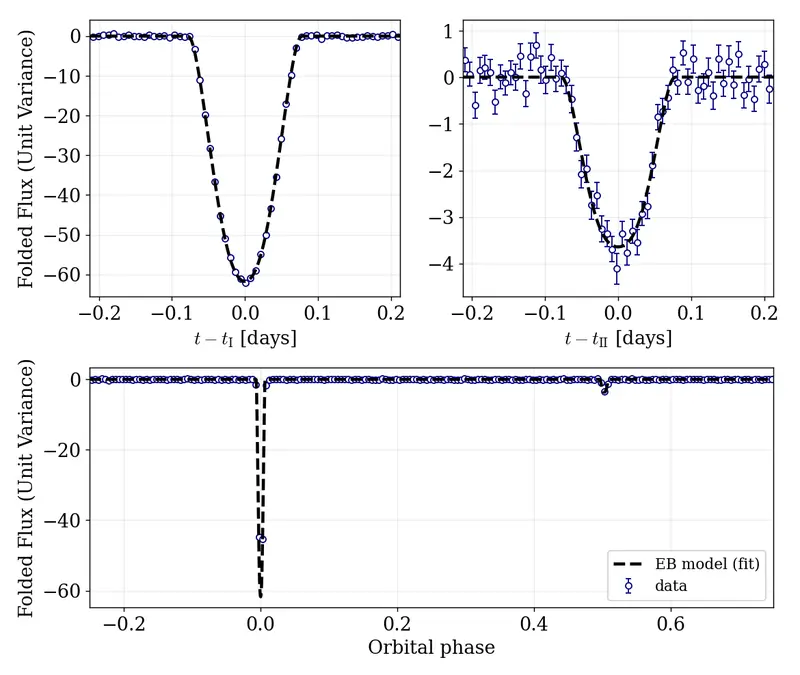 Folded Flux (Unit Variance)
0
−10
−20
−30
−40
−50
−60
−0.2 −0.1 0.0 0.1 0.2
t − tI [days]
1
0
−1
−2
−3
−4
−0.2 −0.1 0.0 0.1 0.2
t − tII [days]
Folded Flux (Unit Variance)
0
−20
−40
−60
−0.2 0.0 0.2 0.4 0.6
Orbital phase
EB model (fit)
data